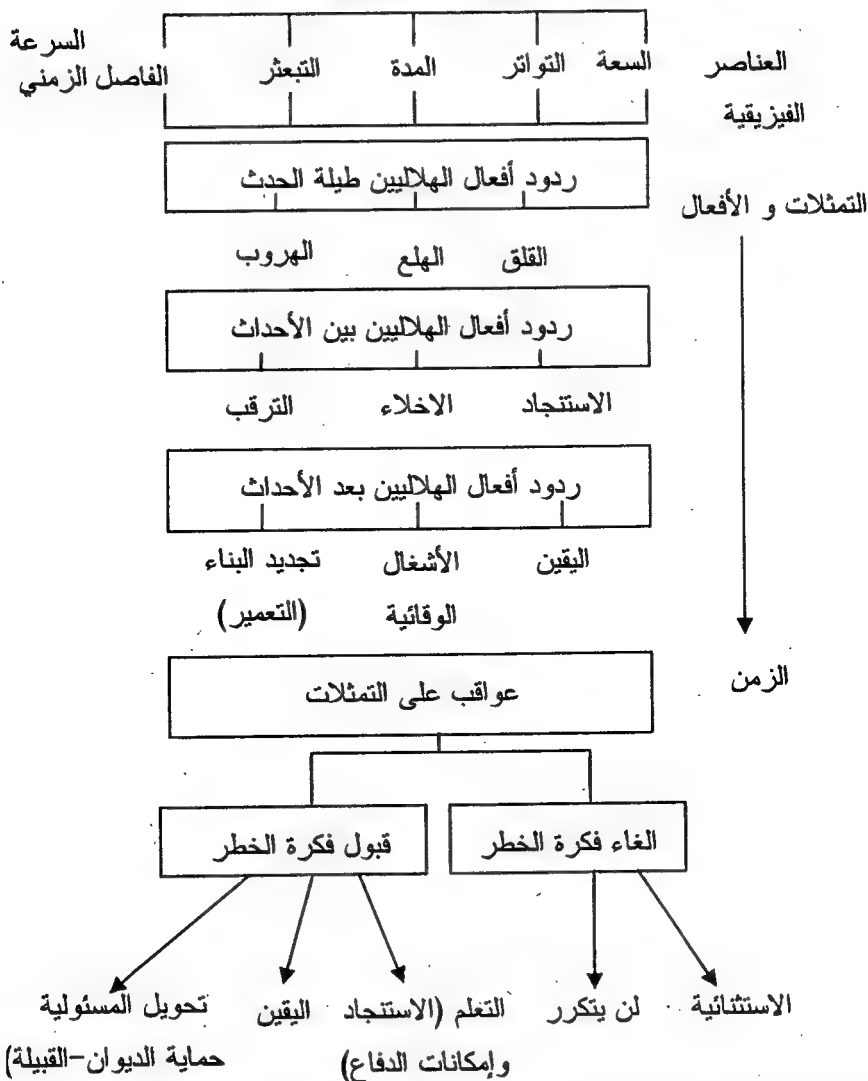 السرعة
العناصر السعة التواتر المدة التبعثر الفاصل الزمني
الفيزيقية
ردود أفعال الهلاليين طيلة الحدث
التمثلات و الأفعال
القلق الهلع الهروب
ردود أفعال الهلاليين بين الأحداث
الاستنجاد الاخلاء الترقب
ردود أفعال الهلاليين بعد الأحداث
اليقين الأشغال تجديد البناء
الوقائية (التعمير)
الزمن
عواقب على التمثلات
الغاء فكرة الخطر قبول فكرة الخطر
الاستثنائية لن يتكرر التعلم (الاستنجاد اليقين تحويل المسئولية
وإمكانات الدفاع) حماية الديوان-القبيلة)